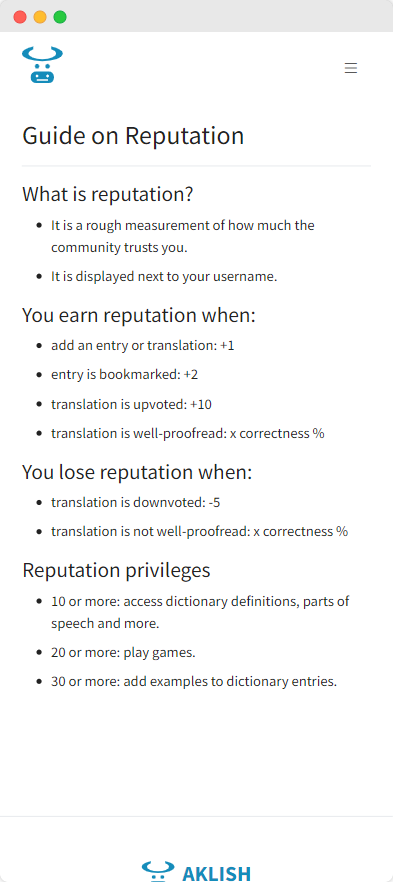 Guide on Reputation
What is reputation?
It is a rough measurement of how much the
community trusts you.
It is displayed next to your username.
You earn reputation when:
add an entry or translation: +1
entry is bookmarked: +2
translation is upvoted: +10
translation is well-proofread: x correctness %
You lose reputation when:
translation is downvoted: -5
translation is not well-proofread: x correctness %
Reputation privileges
10 or more: access dictionary definitions, parts of
speech and more.
20 or more: play games.
30 or more: add examples to dictionary entries.
AKLISH